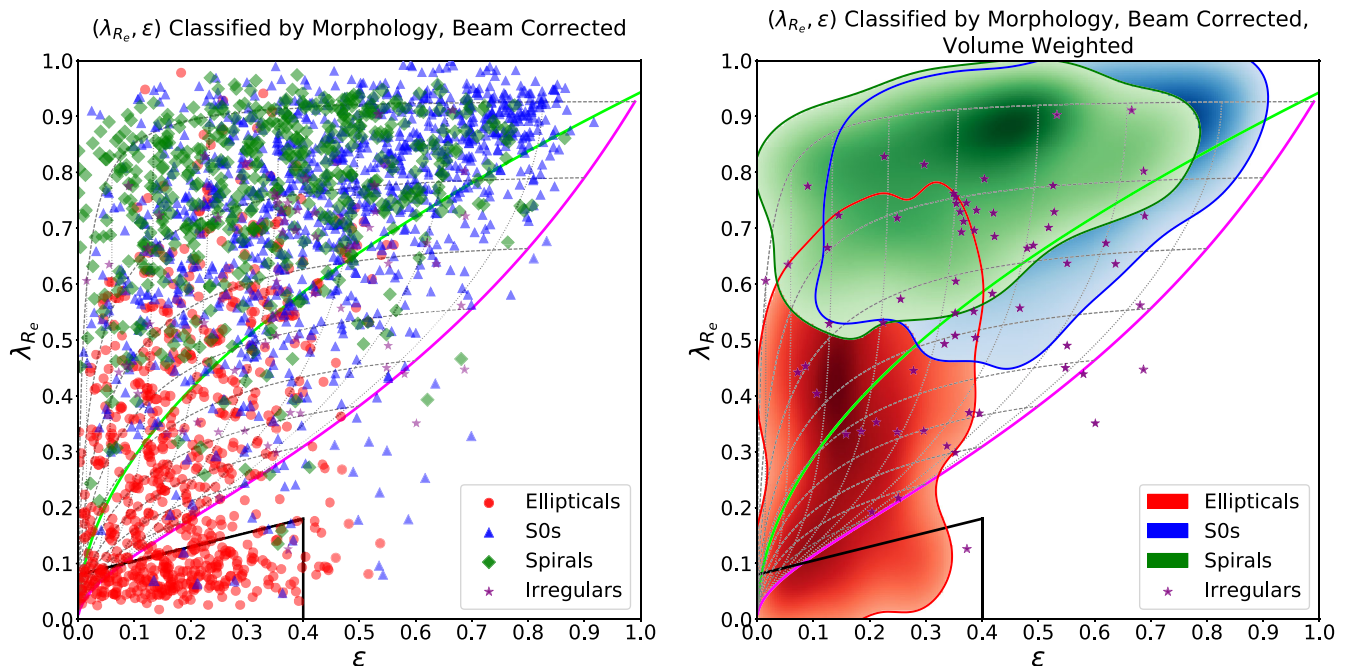 (λ_{R_e}, ε) Classified by Morphology, Beam Corrected
1.0
0.9
0.8
0.7
0.6
0.5
0.4
0.3
0.2
0.1
0.0
λ_{R_e}
0.0 0.1 0.2 0.3 0.4 0.5 0.6 0.7 0.8 0.9 1.0
ε
Ellipticals
S0s
Spirals
Irregulars
(λ_{R_e}, ε) Classified by Morphology, Beam Corrected,
Volume Weighted
1.0
0.9
0.8
0.7
0.6
0.5
0.4
0.3
0.2
0.1
0.0
λ_{R_e}
0.0 0.1 0.2 0.3 0.4 0.5 0.6 0.7 0.8 0.9 1.0
ε
Ellipticals
S0s
Spirals
Irregulars